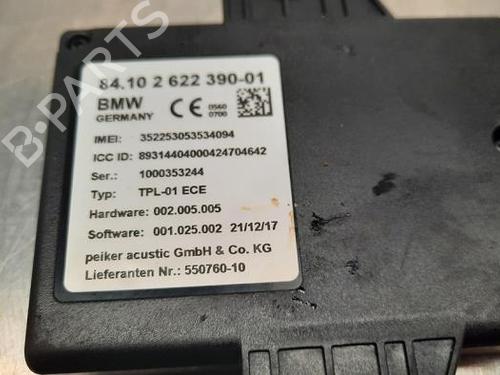 84.10 2 622 390-01
BMW
GERMANY
CE
0560
0700
IMEI: 352253053534094
ICC ID: 89314404000424704642
Ser.: 1000353244
Typ: TPL-01 ECE
Hardware: 002.005.005
Software: 001.025.002 21/12/17
peiker acustic GmbH & Co. KG
Lieferanten Nr.: 550760-10
B-PARTS